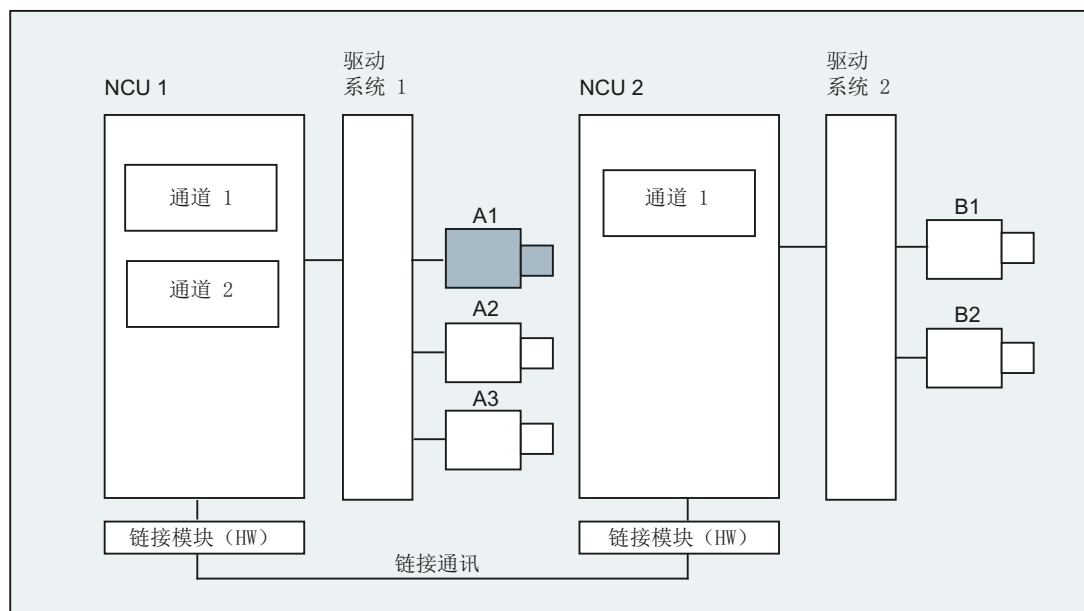 NCU 1
驱动
系统 1
NCU 2
驱动
系统 2
通道 1
通道 2
A1
A2
A3
通道 1
B1
B2
链接模块（HW）
链接模块（HW）
链接通讯